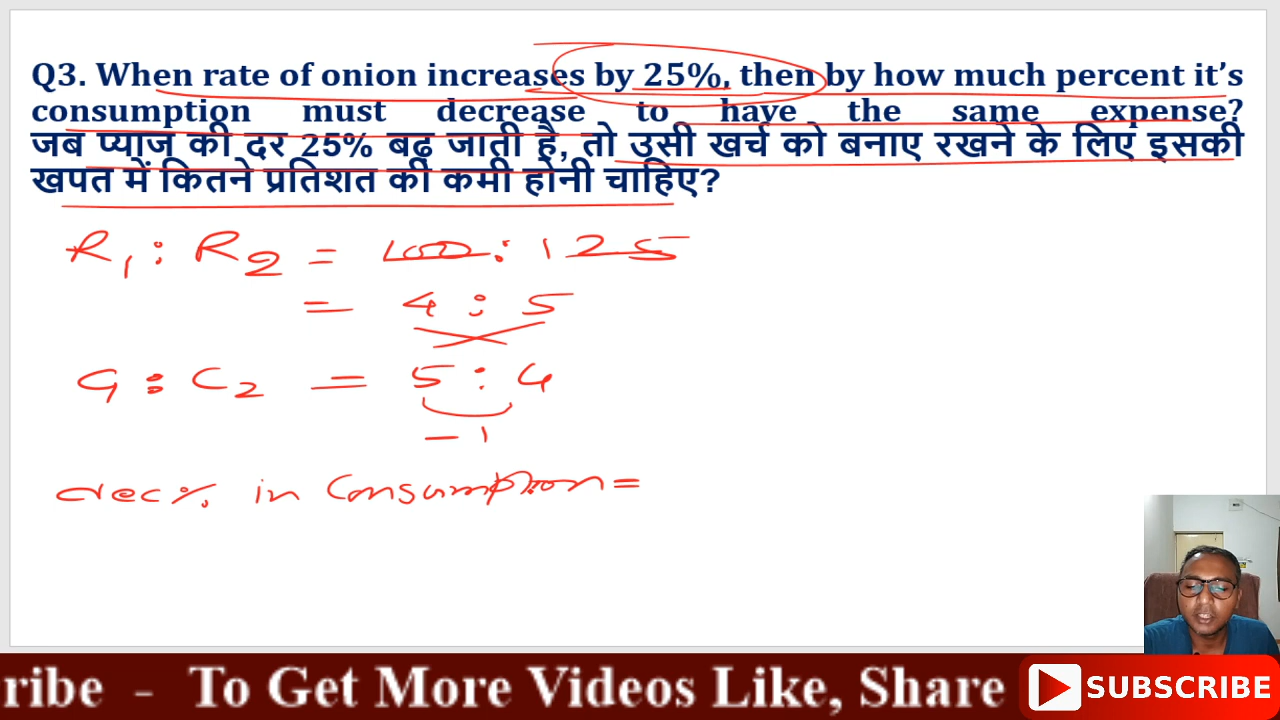 Q3. When rate of onion increases by 25%, then by how much percent it's
consumption must decrease to have the same expense?
जब प्याज की दर 25% बढ़ जाती है, तो उसी खर्च को बनाए रखने के लिए इसकी
खपत में कितने प्रतिशत की कमी होनी चाहिए?
R₁ : R₂ = 100 : 125
= 4 : 5
C₁ : C₂ = 5 : 4
- 1
dec% in Consumption =
ribe - To Get More Videos Like, Share
SUBSCRIBE